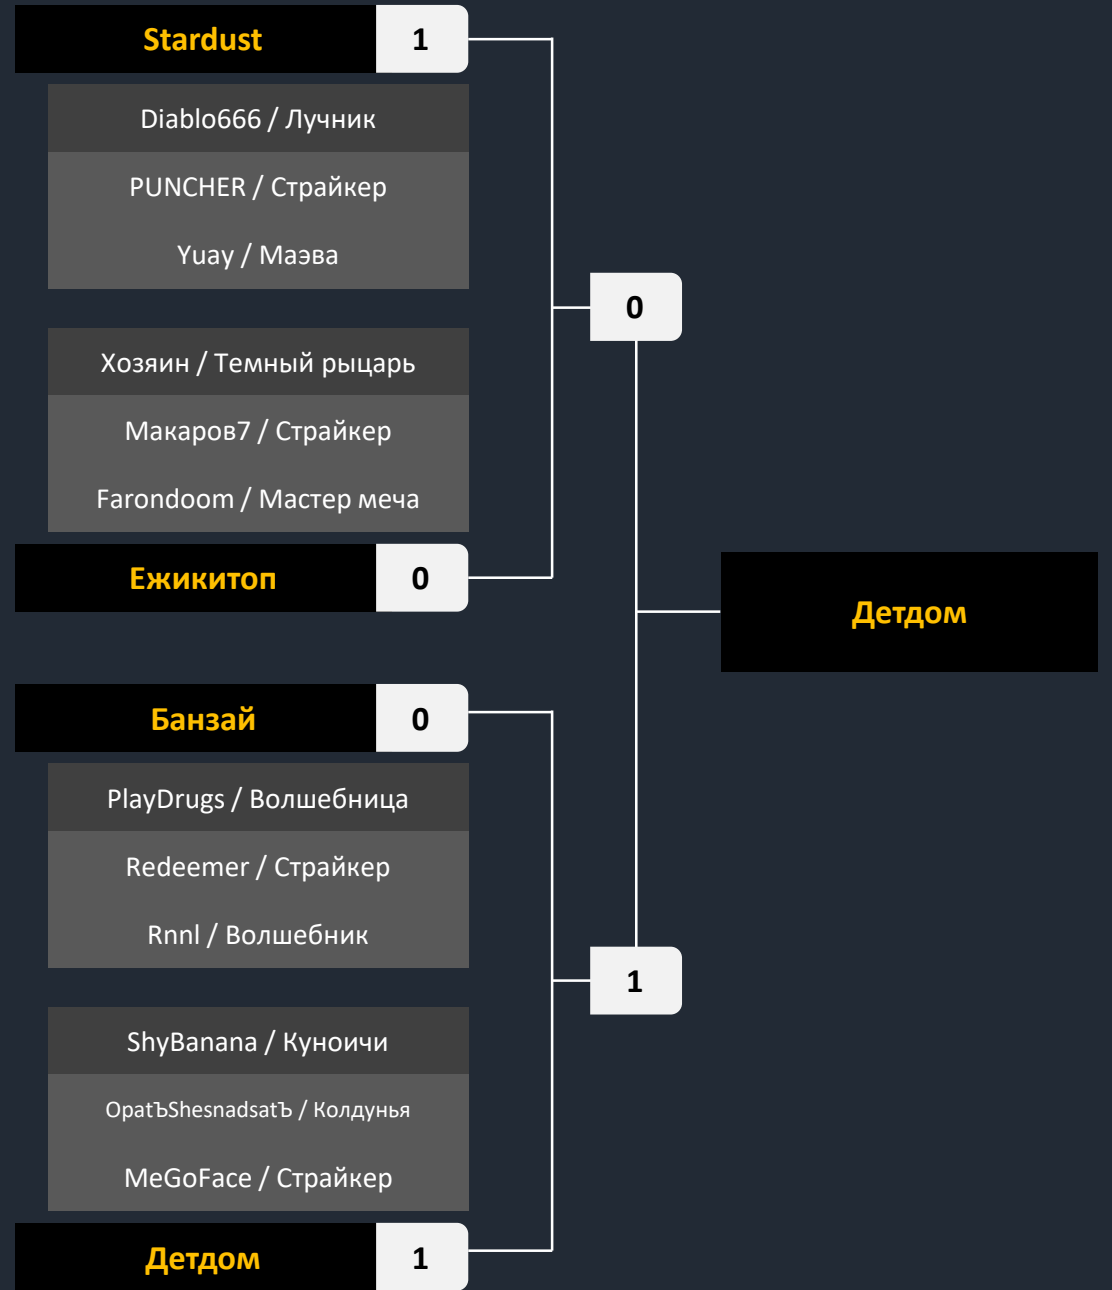 Stardust 1
Diablo666 / Лучник
PUNCHER / Страйкер
Yuay / Маэва
0
Хозяин / Темный рыцарь
Макаров7 / Страйкер
Farondoom / Мастер меча
Ежикитоп 0
Детдом
Банзай 0
PlayDrugs / Волшебница
Redeemer / Страйкер
Rnnl / Волшебник
1
ShyBanana / Куноичи
OpatЪShesnadsatЪ / Колдунья
MeGoFace / Страйкер
Детдом 1